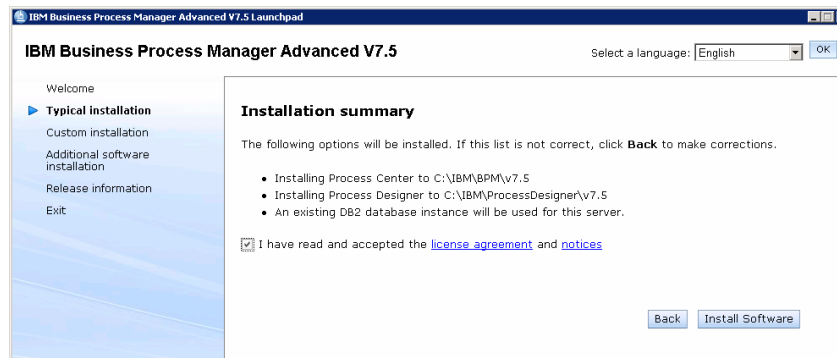 IBM Business Process Manager Advanced V7.5 Launchpad
IBM Business Process Manager Advanced V7.5
Select a language: English OK
Welcome
Typical installation
Custom installation
Additional software
installation
Release information
Exit
Installation summary
The following options will be installed. If this list is not correct, click Back to make corrections.
• Installing Process Center to C:\IBM\BPM\v7.5
• Installing Process Designer to C:\IBM\ProcessDesigner\v7.5
• An existing DB2 database instance will be used for this server.
I have read and accepted the license agreement and notices
Back Install Software